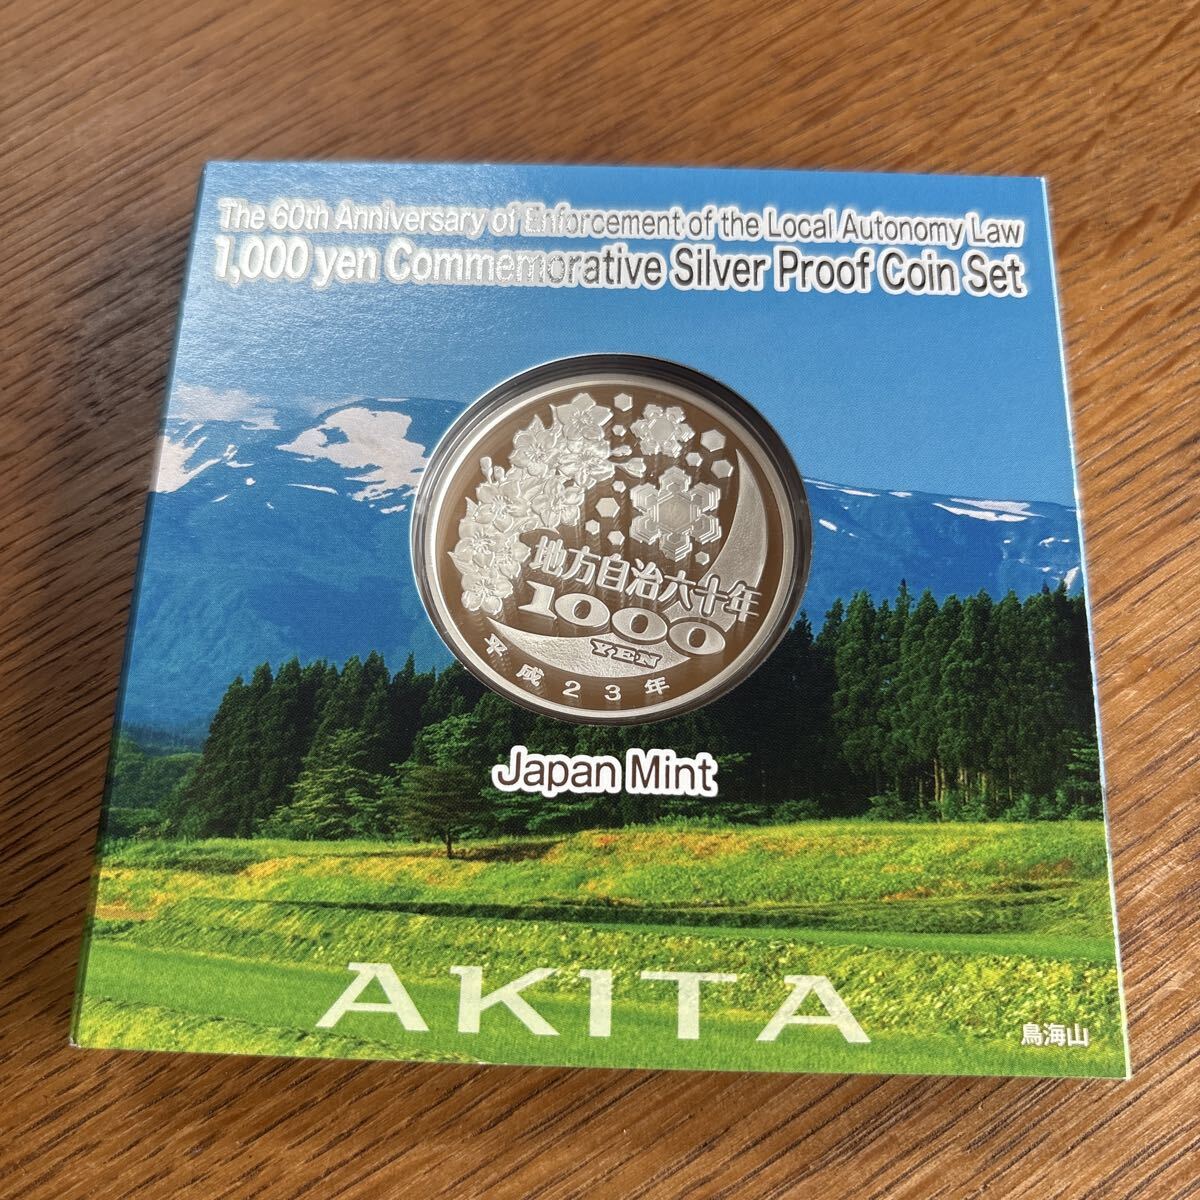 The 60th Anniversary of Enforcement of the Local Autonomy Law
1,000 yen Commemorative Silver Proof Coin Set
地方自治六十年
1000
YEN
平成23年
Japan Mint
AKITA
鳥海山